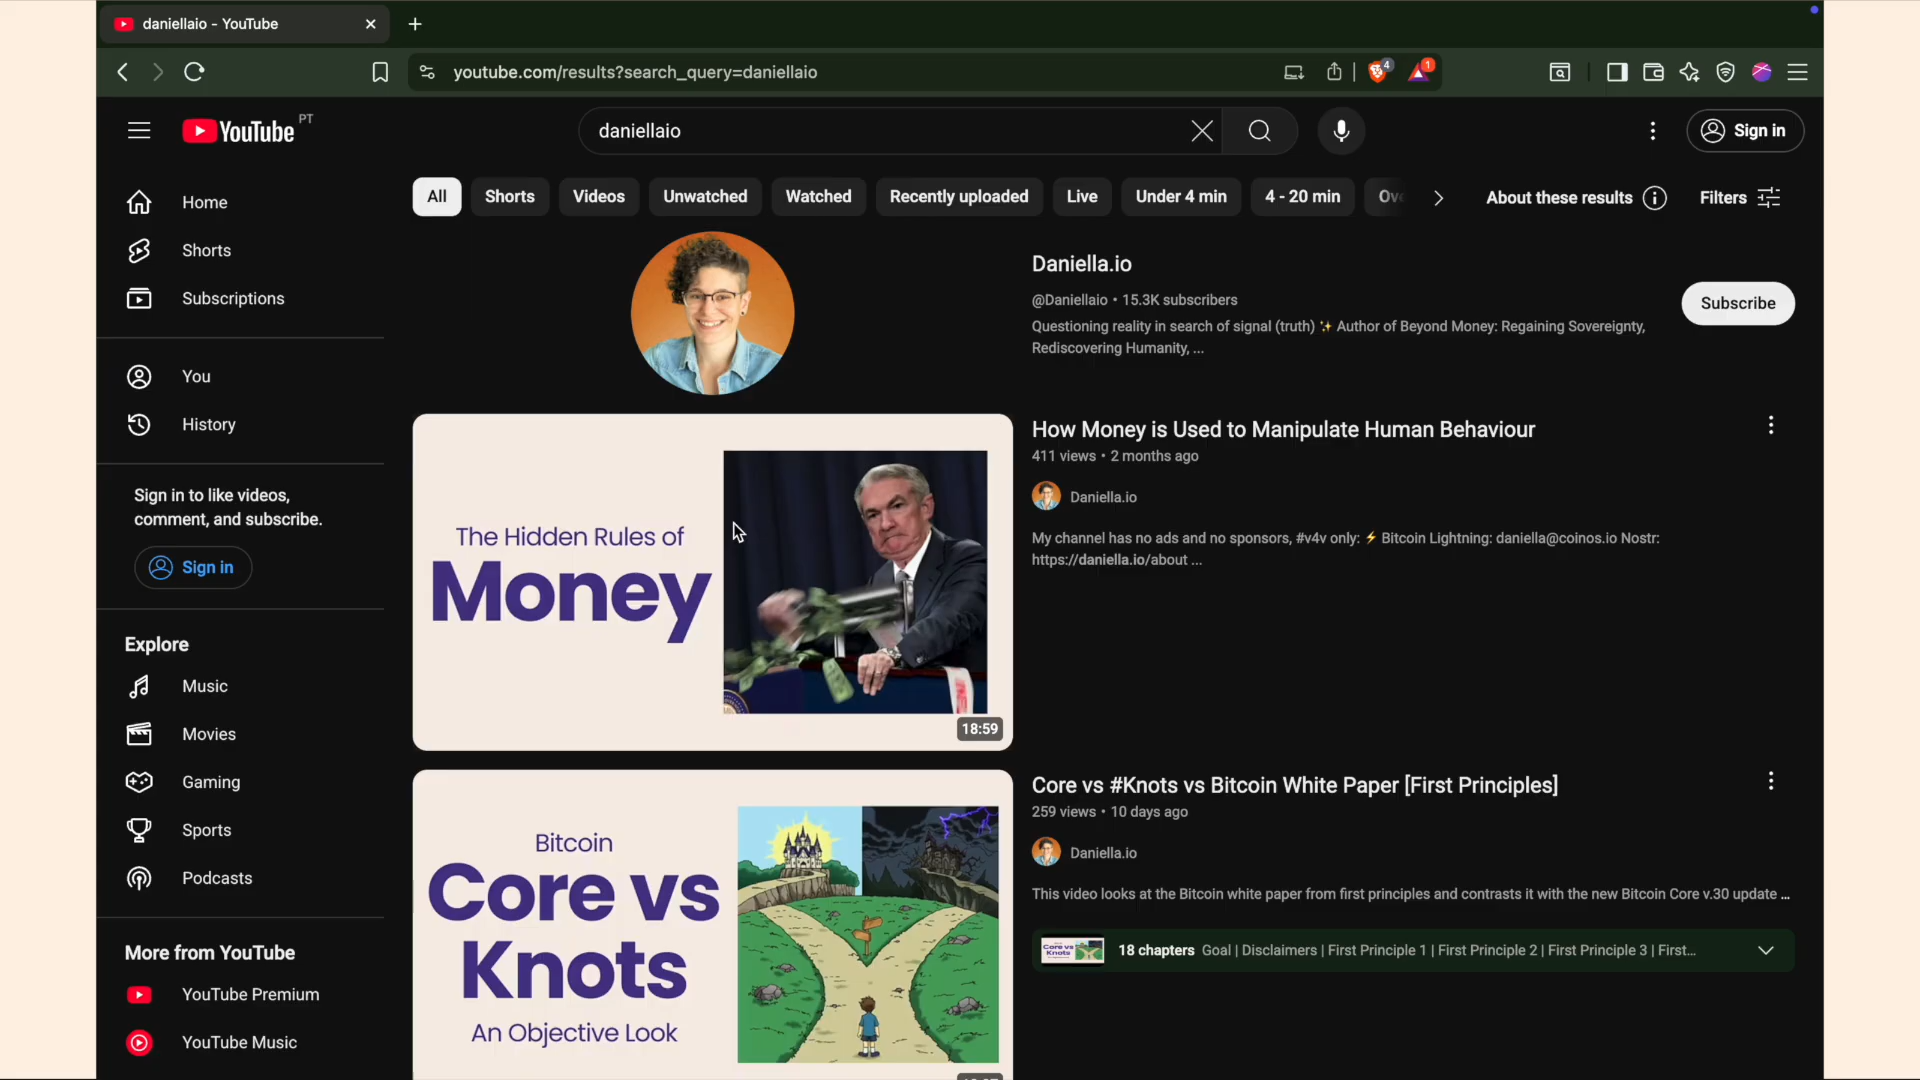 daniellaio - YouTube
youtube.com/results?search_query=daniellaio
4
1
YouTube PT
daniellaio
Sign in
All
Shorts
Videos
Unwatched
Watched
Recently uploaded
Live
Under 4 min
4 - 20 min
Ov
About these results
Filters
Home
Shorts
Subscriptions
You
History
Sign in to like videos,
comment, and subscribe.
Sign in
Explore
Music
Movies
Gaming
Sports
Podcasts
More from YouTube
YouTube Premium
YouTube Music
Daniella.io
@Daniellaio • 15.3K subscribers
Questioning reality in search of signal (truth) ✨ Author of Beyond Money: Regaining Sovereignty,
Rediscovering Humanity, ...
Subscribe
The Hidden Rules of
Money
18:59
How Money is Used to Manipulate Human Behaviour
411 views • 2 months ago
Daniella.io
My channel has no ads and no sponsors, #v4v only: ⚡ Bitcoin Lightning: daniella@coinos.io Nostr:
https://daniella.io/about ...
Bitcoin
Core vs
Knots
An Objective Look
Core vs #Knots vs Bitcoin White Paper [First Principles]
259 views • 10 days ago
Daniella.io
This video looks at the Bitcoin white paper from first principles and contrasts it with the new Bitcoin Core v.30 update ...
Core vs
Knots
18 chapters Goal | Disclaimers | First Principle 1 | First Principle 2 | First Principle 3 | First...